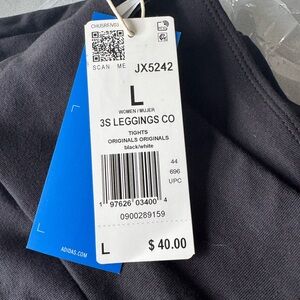 CHUSRENB3
SCAN ME
JX5242
L
WOMEN / MUJER
3S LEGGINGS CO
TIGHTS
ORIGINALS ORIGINALS
black/white
44
696
UPC
1 97626 03400 4
0900289159
L $ 40.00
ADIDAS.COM